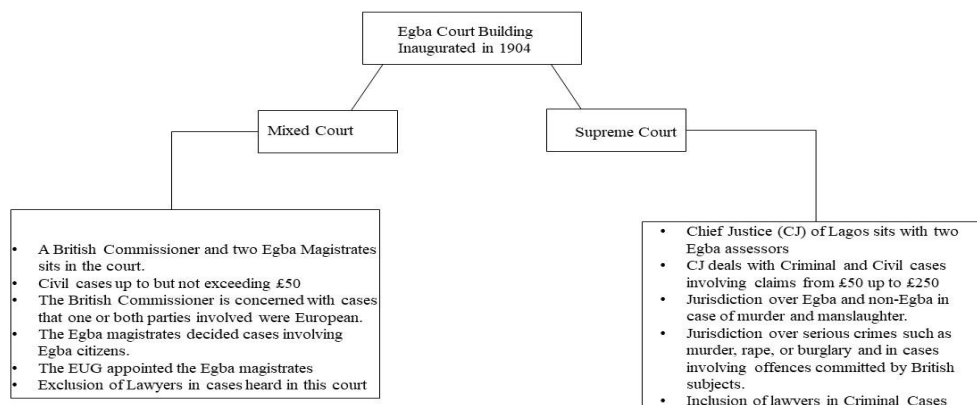 Egba Court Building
Inaugurated in 1904
Mixed Court
Supreme Court
• A British Commissioner and two Egba Magistrates
sits in the court.
• Civil cases up to but not exceeding £50
• The British Commissioner is concerned with cases
that one or both parties involved were European.
• The Egba magistrates decided cases involving
Egba citizens.
• The EUG appointed the Egba magistrates
• Exclusion of Lawyers in cases heard in this court
• Chief Justice (CJ) of Lagos sits with two
Egba assessors
• CJ deals with Criminal and Civil cases
involving claims from £50 up to £250
• Jurisdiction over Egba and non-Egba in
case of murder and manslaughter.
• Jurisdiction over serious crimes such as
murder, rape, or burglary and in cases
involving offences committed by British
subjects.
• Inclusion of lawyers in Criminal Cases